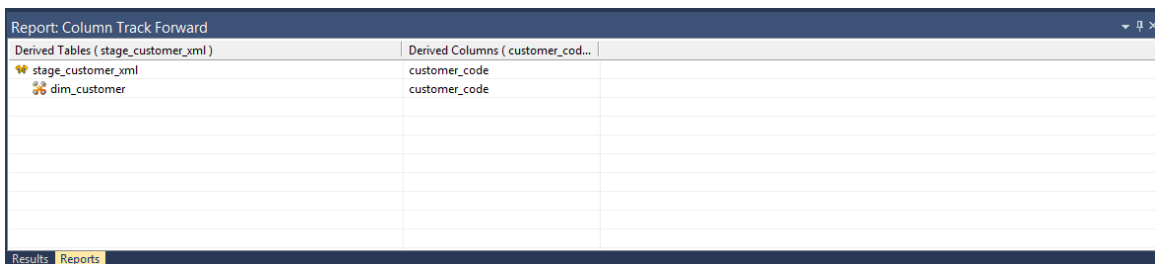 Report: Column Track Forward
Derived Tables ( stage_customer_xml ) Derived Columns ( customer_cod...
stage_customer_xml customer_code
dim_customer customer_code
Results Reports